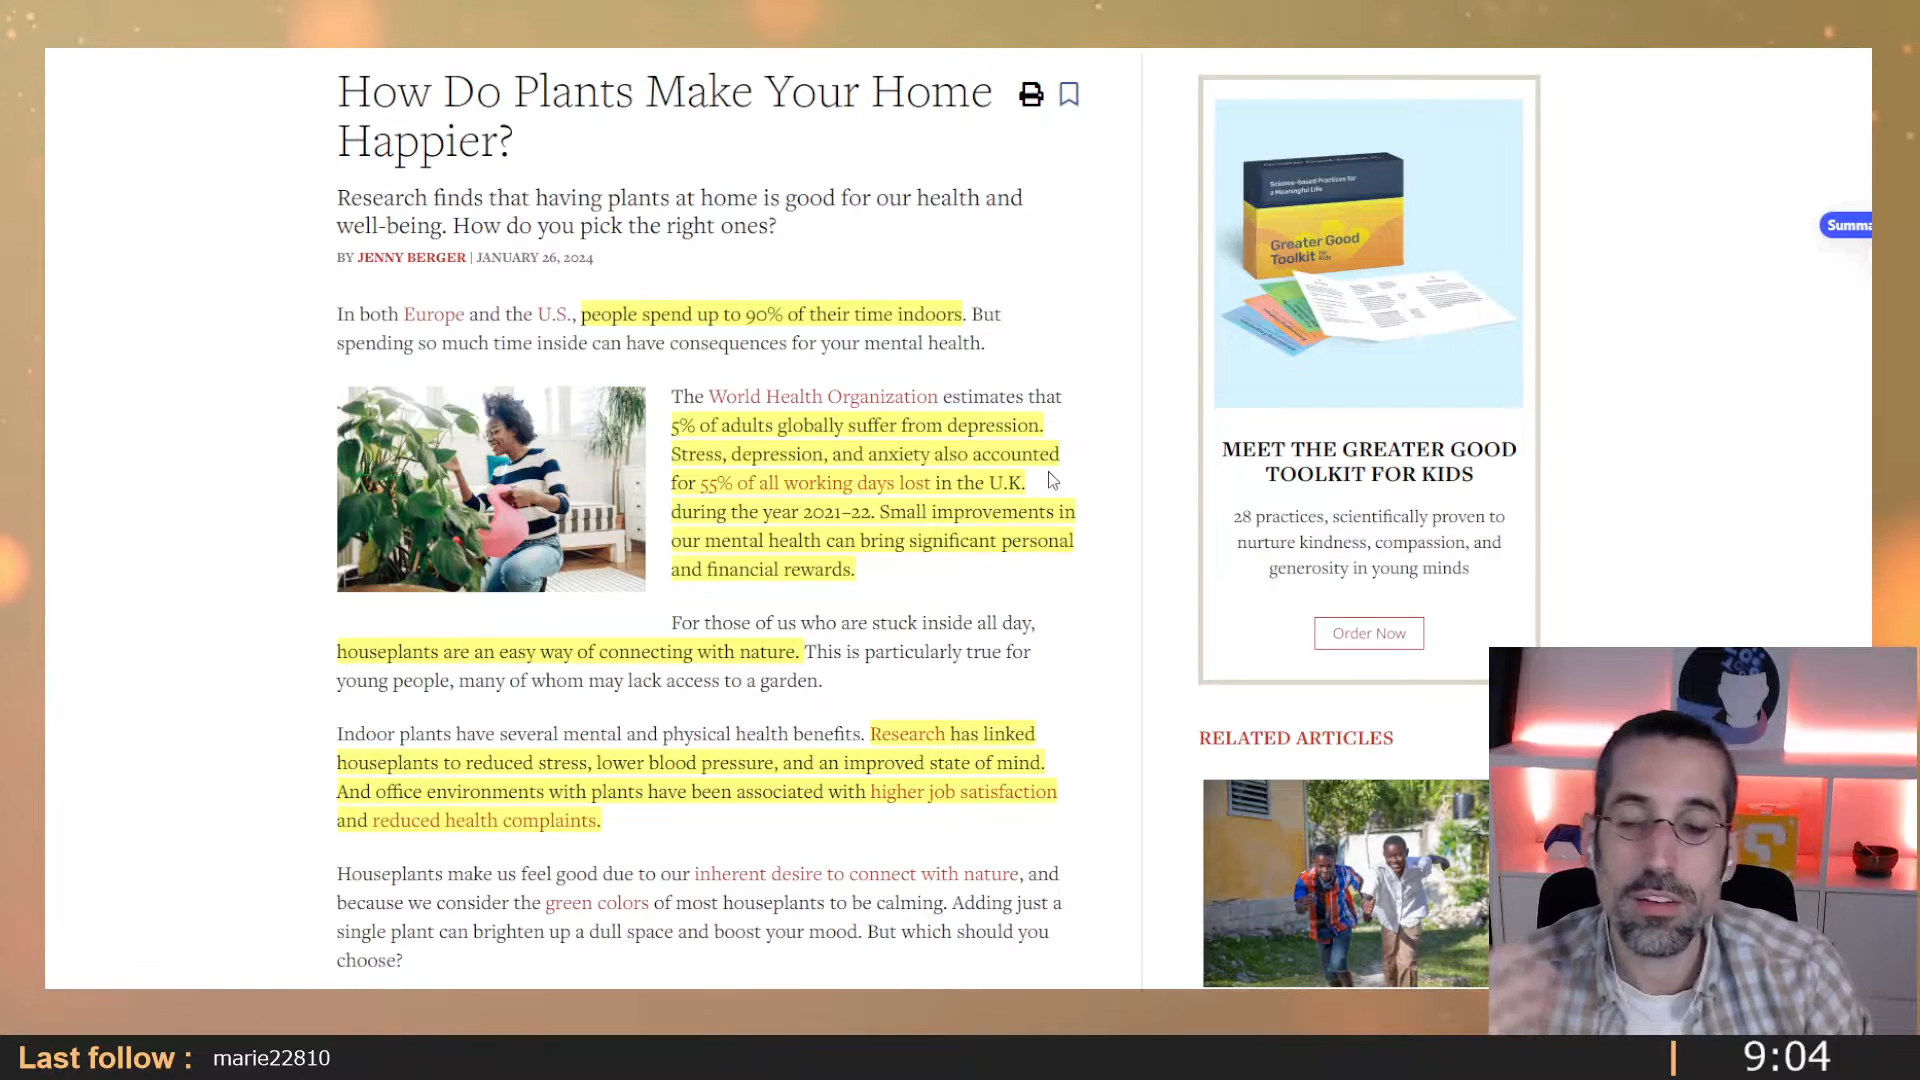 How Do Plants Make Your Home
Happier?
Research finds that having plants at home is good for our health and
well-being. How do you pick the right ones?
BY JENNY BERGER | JANUARY 26, 2024
In both Europe and the U.S., people spend up to 90% of their time indoors. But
spending so much time inside can have consequences for your mental health.
The World Health Organization estimates that
5% of adults globally suffer from depression.
Stress, depression, and anxiety also accounted
for 55% of all working days lost in the U.K.
during the year 2021–22. Small improvements in
our mental health can bring significant personal
and financial rewards.
For those of us who are stuck inside all day,
houseplants are an easy way of connecting with nature. This is particularly true for
young people, many of whom may lack access to a garden.
Indoor plants have several mental and physical health benefits. Research has linked
houseplants to reduced stress, lower blood pressure, and an improved state of mind.
And office environments with plants have been associated with higher job satisfaction
and reduced health complaints.
Houseplants make us feel good due to our inherent desire to connect with nature, and
because we consider the green colors of most houseplants to be calming. Adding just a
single plant can brighten up a dull space and boost your mood. But which should you
choose?
Science-based Practices for
a Meaningful Life
Greater Good
Toolkit for Kids
MEET THE GREATER GOOD
TOOLKIT FOR KIDS
28 practices, scientifically proven to
nurture kindness, compassion, and
generosity in young minds
Order Now
RELATED ARTICLES
Summa
Last follow : marie22810
9:04